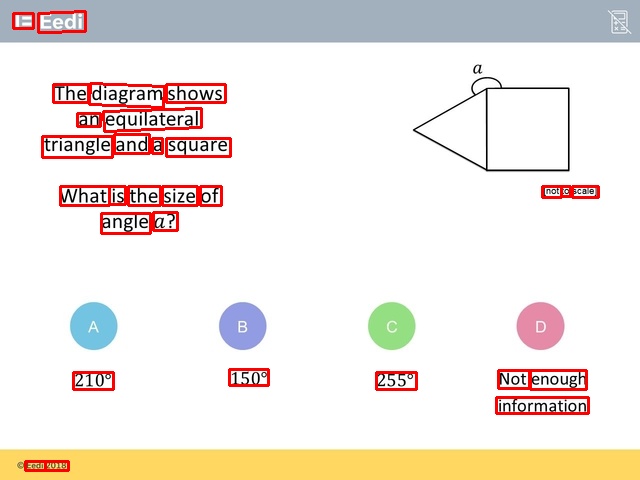 Eedi
The diagram shows
an equilateral
triangle and a square
What is the size of
angle a?
a
(not to scale)
A
B
C
D
210°
150°
255°
Not enough
information
© Eedi 2018